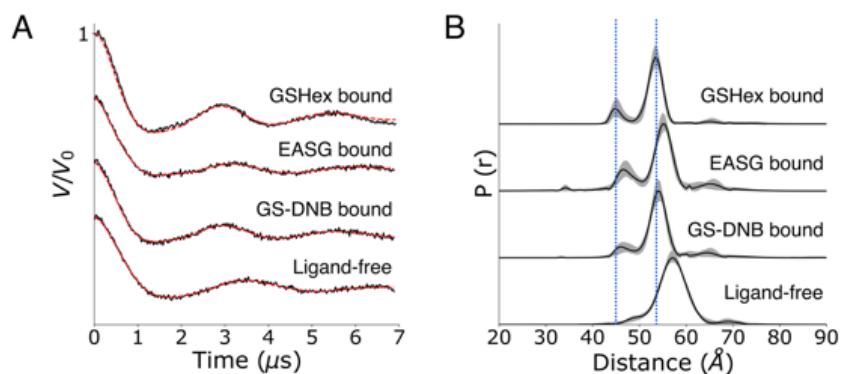 A
1
V/V0
GSHex bound
EASG bound
GS-DNB bound
Ligand-free
0 1 2 3 4 5 6 7
Time (μs)
B
P (r)
GSHex bound
EASG bound
GS-DNB bound
Ligand-free
20 30 40 50 60 70 80 90
Distance (Å)